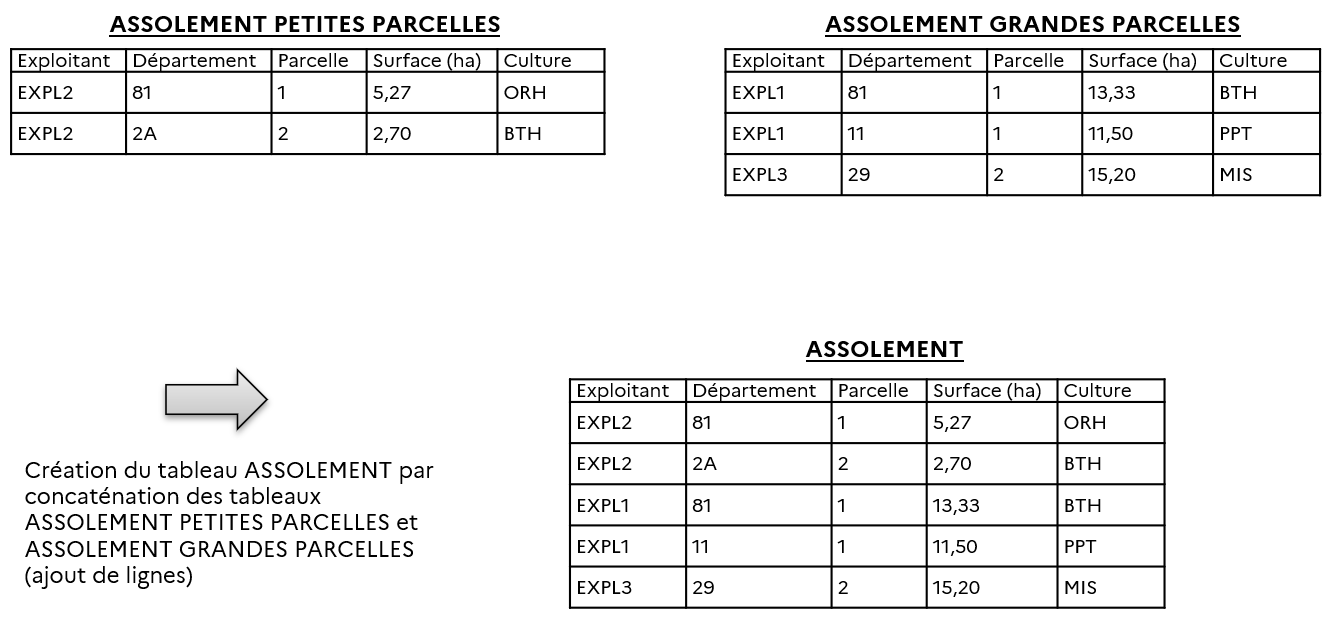 ASSOLEMENT PETITES PARCELLES
Exploitant Département Parcelle Surface (ha) Culture
EXPL2 81 1 5,27 ORH
EXPL2 2A 2 2,70 BTH
ASSOLEMENT GRANDES PARCELLES
Exploitant Département Parcelle Surface (ha) Culture
EXPL1 81 1 13,33 BTH
EXPL1 11 1 11,50 PPT
EXPL3 29 2 15,20 MIS
Création du tableau ASSOLEMENT par
concaténation des tableaux
ASSOLEMENT PETITES PARCELLES et
ASSOLEMENT GRANDES PARCELLES
(ajout de lignes)
ASSOLEMENT
Exploitant Département Parcelle Surface (ha) Culture
EXPL2 81 1 5,27 ORH
EXPL2 2A 2 2,70 BTH
EXPL1 81 1 13,33 BTH
EXPL1 11 1 11,50 PPT
EXPL3 29 2 15,20 MIS